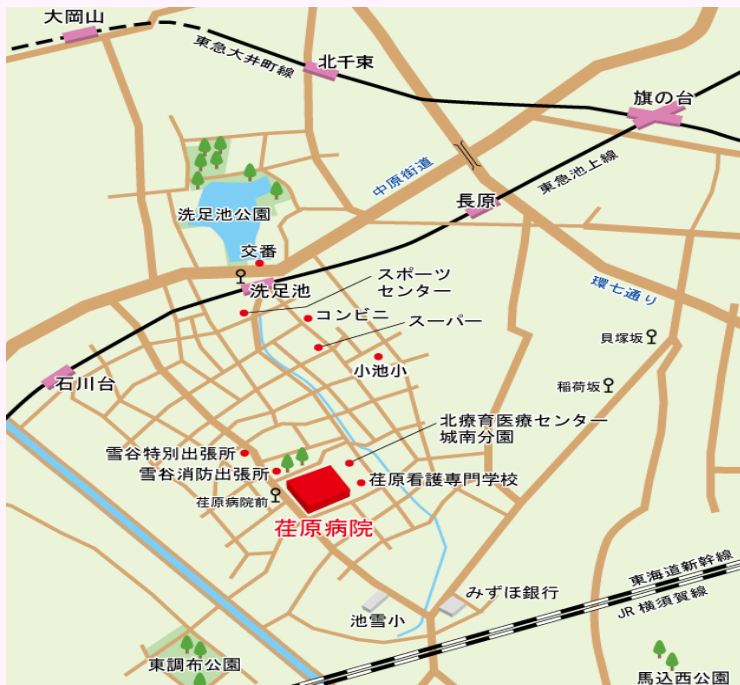 大岡山
東急大井町線
北千束
旗の台
中原街道
長原
東急池上線
洗足池公園
交番
洗足池
スポーツ
センター
環七通り
コンビニ
スーパー
貝塚坂
小池小
石川台
稲荷坂
北療育医療センター
城南分園
雪谷特別出張所
雪谷消防出張所
荏原看護専門学校
荏原病院前
荏原病院
東海道新幹線
みずほ銀行
JR横須賀線
池雪小
東調布公園
馬込西公園